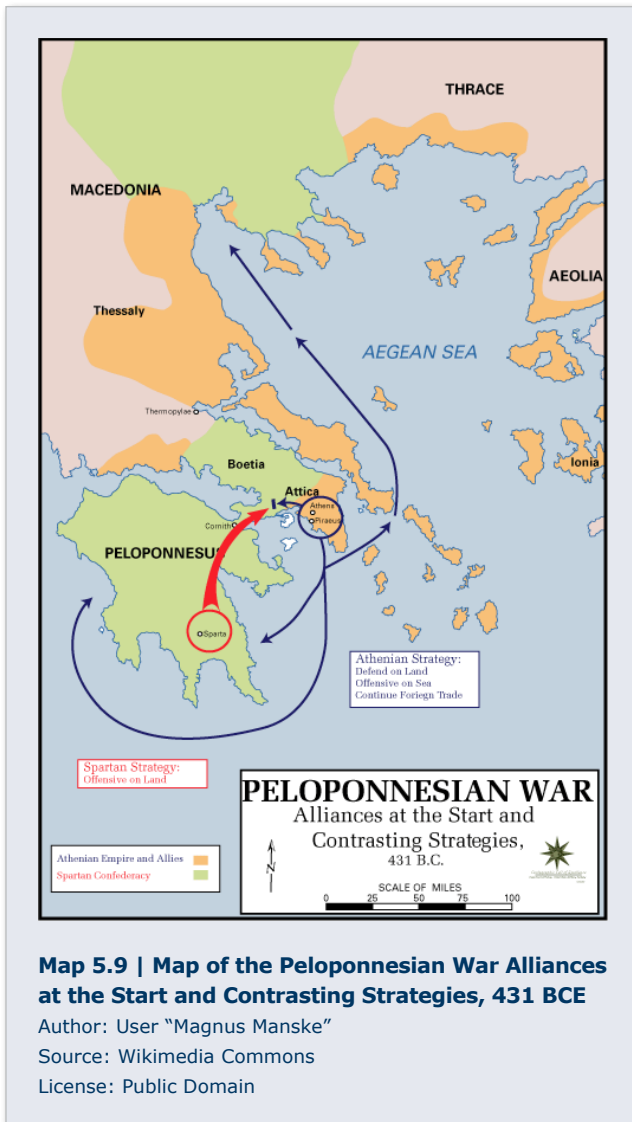 THRACE
MACEDONIA
AEOLIA
Thessaly
AEGEAN SEA
Thermopylae
Boetia
Ionia
Attica
Athens
Piraeus
Cornith
PELOPONNESUS
Sparta
Athenian Strategy:
Defend on Land
Offensive on Sea
Continue Foriegn Trade
Spartan Strategy:
Offensive on Land
PELOPONNESIAN WAR
Alliances at the Start and
Contrasting Strategies,
431 B.C.
N
SCALE OF MILES
0 25 50 75 100
Athenian Empire and Allies
Spartan Confederacy
Map 5.9 | Map of the Peloponnesian War Alliances
at the Start and Contrasting Strategies, 431 BCE
Author: User “Magnus Manske”
Source: Wikimedia Commons
License: Public Domain